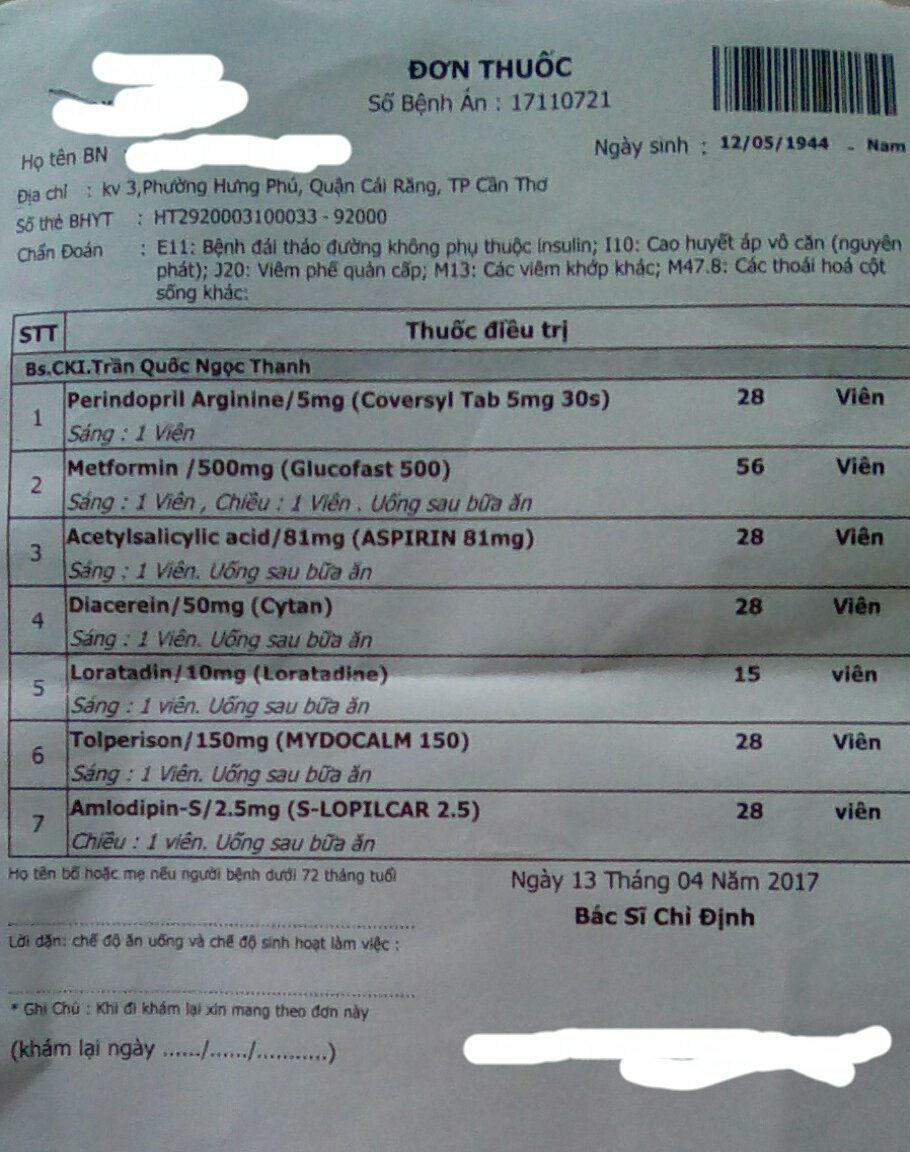 ĐƠN THUỐC
Số Bệnh Án : 17110721
Họ tên BN
Ngày sinh : 12/05/1944 - Nam
Địa chỉ : kv 3,Phường Hưng Phú, Quận Cái Răng, TP Cần Thơ
Số thẻ BHYT : HT2920003100033 - 92000
Chẩn Đoán : E11: Bệnh đái tháo đường không phụ thuộc insulin; I10: Cao huyết áp vô căn (nguyên
phát); J20: Viêm phế quản cấp; M13: Các viêm khớp khác; M47.8: Các thoái hoá cột
sống khác:
STT Thuốc điều trị
Bs.CKI.Trần Quốc Ngọc Thanh
1 Perindopril Arginine/5mg (Coversyl Tab 5mg 30s) 28 Viên
Sáng : 1 Viên
2 Metformin /500mg (Glucofast 500) 56 Viên
Sáng : 1 Viên , Chiều : 1 Viên . Uống sau bữa ăn
3 Acetylsalicylic acid/81mg (ASPIRIN 81mg) 28 Viên
Sáng : 1 Viên. Uống sau bữa ăn
4 Diacerein/50mg (Cytan) 28 Viên
Sáng : 1 Viên. Uống sau bữa ăn
5 Loratadin/10mg (Loratadine) 15 viên
Sáng : 1 viên. Uống sau bữa ăn
6 Tolperison/150mg (MYDOCALM 150) 28 Viên
Sáng : 1 Viên. Uống sau bữa ăn
7 Amlodipin-S/2.5mg (S-LOPILCAR 2.5) 28 viên
Chiều : 1 viên. Uống sau bữa ăn
Họ tên bố hoặc mẹ nếu người bệnh dưới 72 tháng tuổi
Ngày 13 Tháng 04 Năm 2017
Bác Sĩ Chỉ Định
Lời dặn: chế độ ăn uống và chế độ sinh hoạt làm việc :
* Ghi Chú : Khi đi khám lại xin mang theo đơn này
(khám lại ngày ....../....../...........)